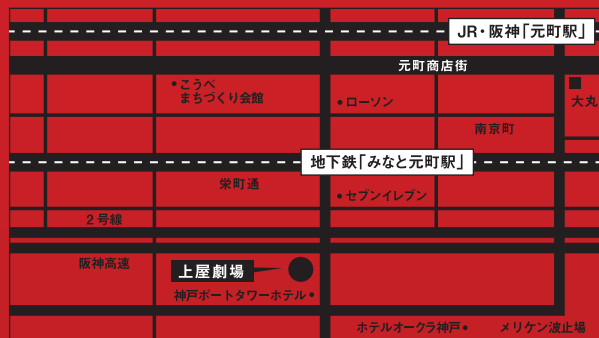 JR・阪神「元町駅」
元町商店街
こうべ
まちづくり会館
ローソン
大丸
南京町
地下鉄「みなと元町駅」
栄町通
セブンイレブン
2号線
阪神高速
上屋劇場
神戸ポートタワーホテル
ホテルオークラ神戸
メリケン波止場